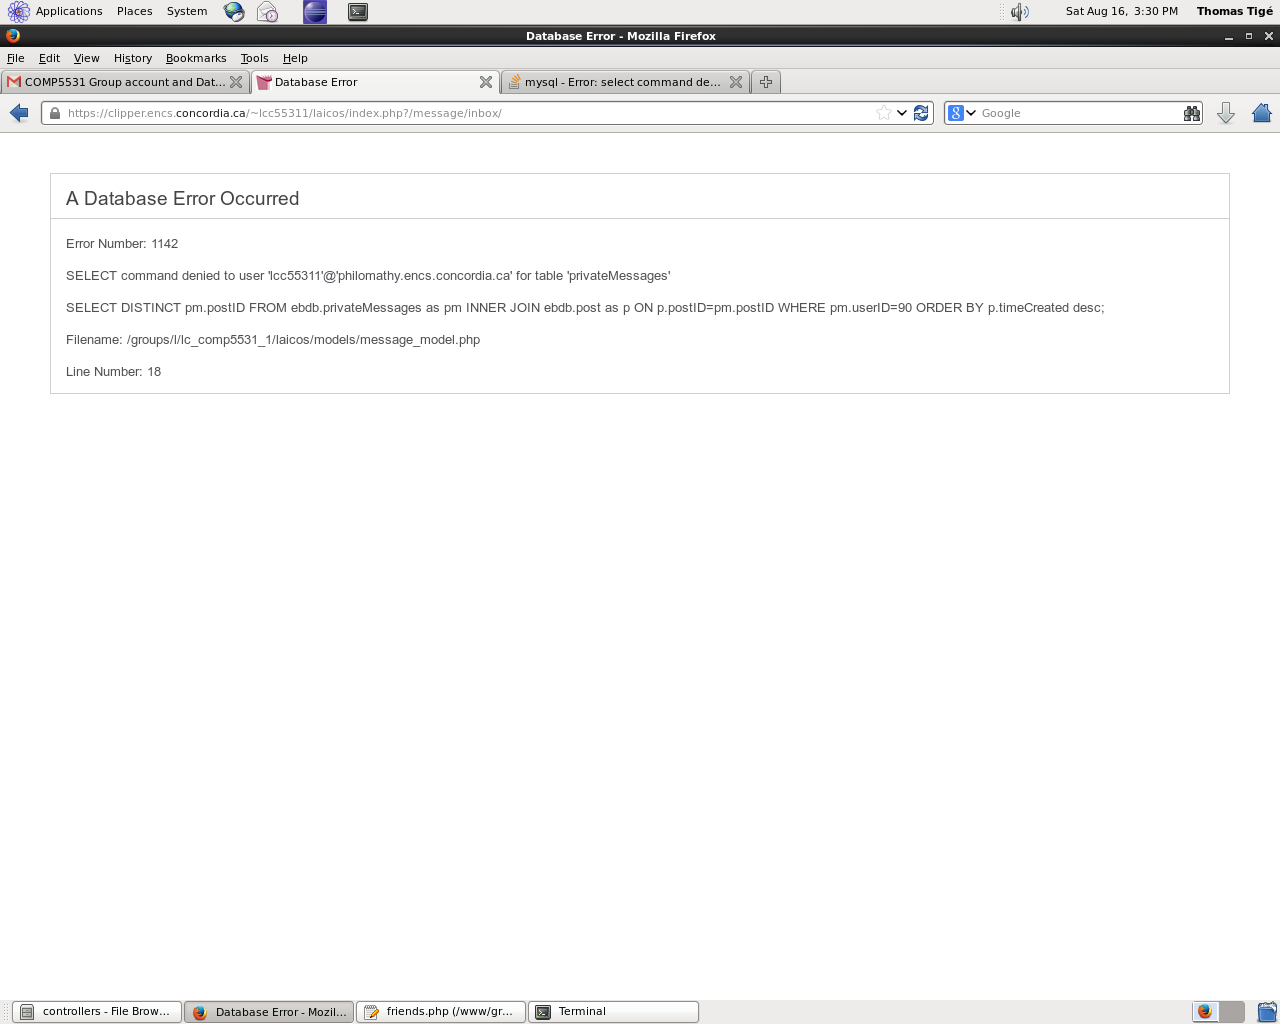 Applications Places System Sat Aug 16, 3:30 PM Thomas Tigé
Database Error - Mozilla Firefox
File Edit View History Bookmarks Tools Help
COMP5531 Group account and Dat... Database Error mysql - Error: select command de...
https://clipper.encs.concordia.ca/~lcc55311/laicos/index.php?/message/inbox/ Google
A Database Error Occurred
Error Number: 1142
SELECT command denied to user 'lcc55311'@'philomathy.encs.concordia.ca' for table 'privateMessages'
SELECT DISTINCT pm.postID FROM ebdb.privateMessages as pm INNER JOIN ebdb.post as p ON p.postID=pm.postID WHERE pm.userID=90 ORDER BY p.timeCreated desc;
Filename: /groups/l/lc_comp5531_1/laicos/models/message_model.php
Line Number: 18
controllers - File Brow... Database Error - Mozil... friends.php (/www/gr... Terminal